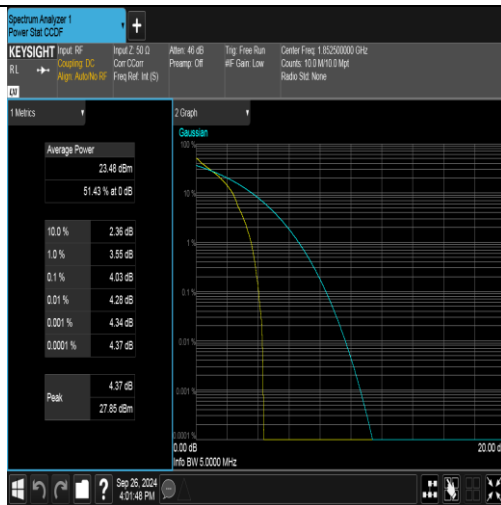 Spectrum Analyzer 1
Power Stat CCDF
+
KEYSIGHT
RL
Input: RF
Coupling: DC
Align: Auto/No RF
Input Z: 50 Ω
Corr CCorr
Freq Ref: Int (S)
Atten: 46 dB
Preamp: Off
Trig: Free Run
#IF Gain: Low
Center Freq: 1.852500000 GHz
Counts: 10.0 M/10.0 Mpt
Radio Std: None
1 Metrics
Average Power
23.48 dBm
51.43 % at 0 dB
10.0 % 2.36 dB
1.0 % 3.55 dB
0.1 % 4.03 dB
0.01 % 4.28 dB
0.001 % 4.34 dB
0.0001 % 4.37 dB
Peak
4.37 dB
27.85 dBm
2 Graph
Gaussian
100 %
10 %
1 %
0.1 %
0.01 %
0.001 %
0.0001 %
0.00 dB
20.00 d
Info BW 5.0000 MHz
?
Sep 26, 2024
4:01:48 PM